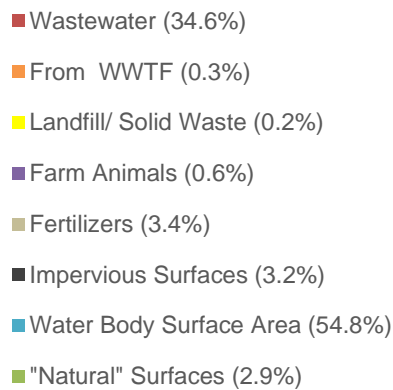 Wastewater (34.6%)
From WWTF (0.3%)
Landfill/ Solid Waste (0.2%)
Farm Animals (0.6%)
Fertilizers (3.4%)
Impervious Surfaces (3.2%)
Water Body Surface Area (54.8%)
"Natural" Surfaces (2.9%)